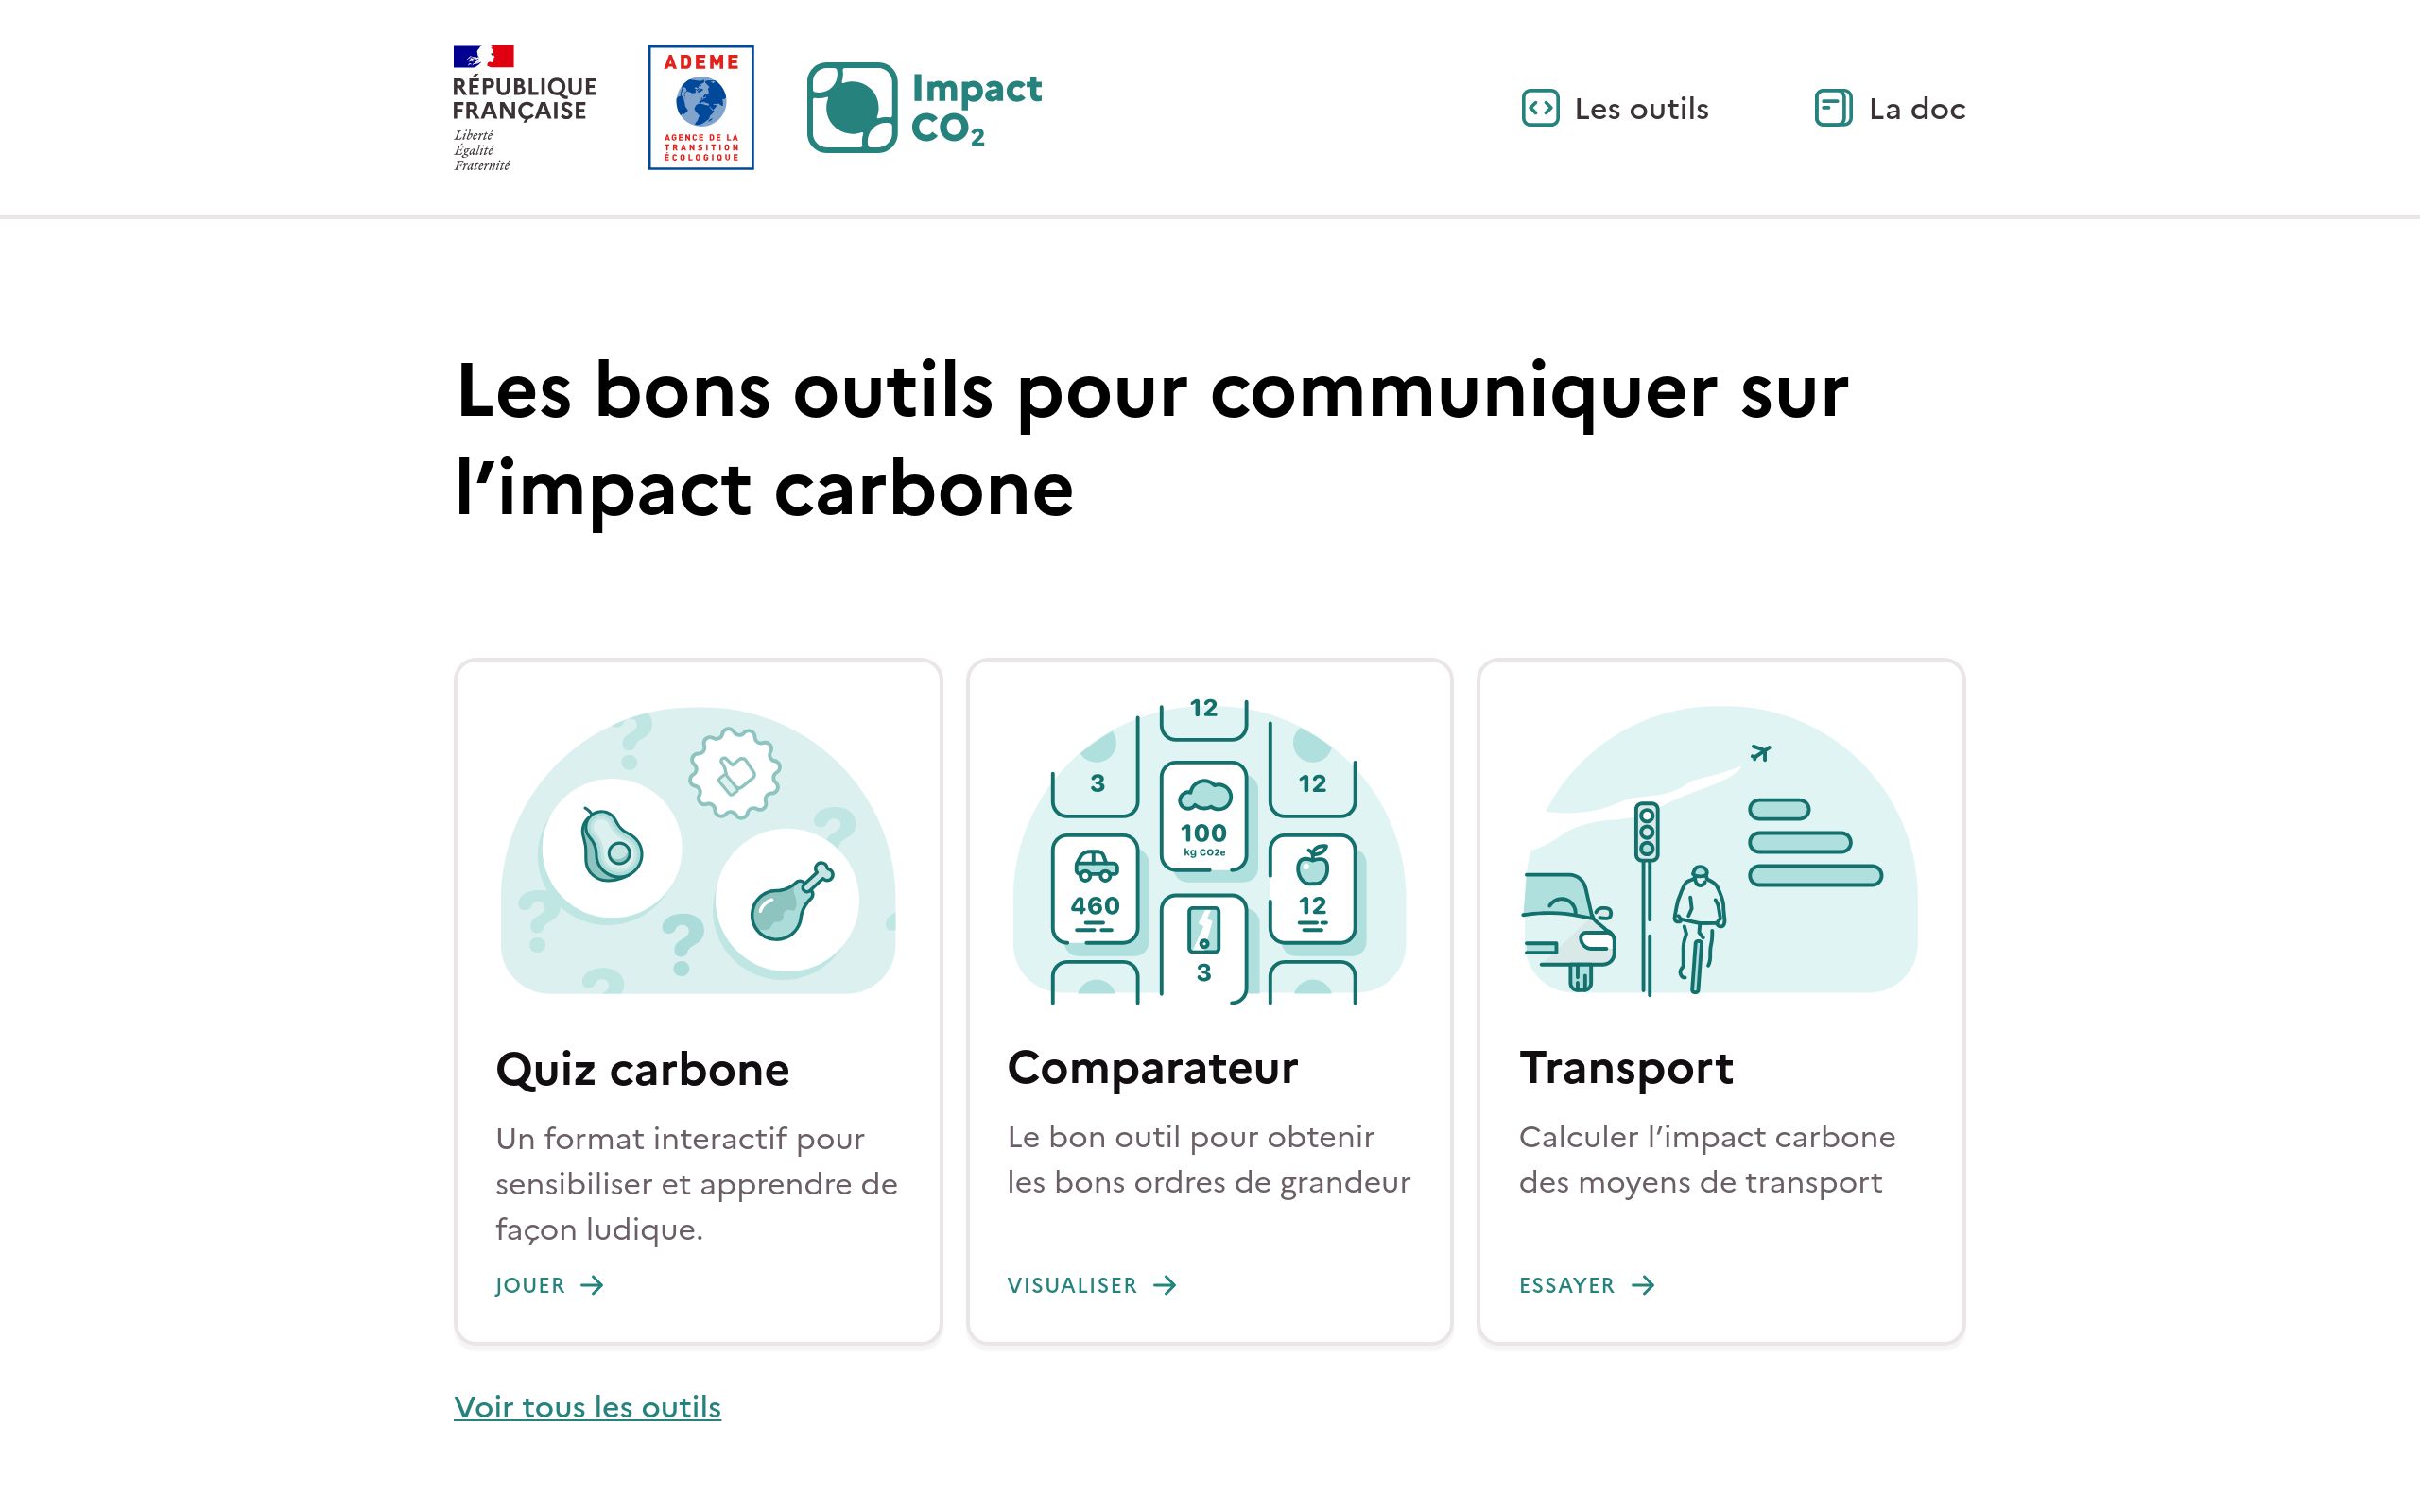 RÉPUBLIQUE
FRANÇAISE
Liberté
Égalité
Fraternité
ADEME
AGENCE DE LA
TRANSITION
ÉCOLOGIQUE
Impact
CO2
Les outils
La doc
Les bons outils pour communiquer sur
l’impact carbone
?
?
?
?
?
12
3
12
100
kg CO2e
460
12
3
Quiz carbone
Un format interactif pour
sensibiliser et apprendre de
façon ludique.
JOUER →
Comparateur
Le bon outil pour obtenir
les bons ordres de grandeur
VISUALISER →
Transport
Calculer l’impact carbone
des moyens de transport
ESSAYER →
Voir tous les outils